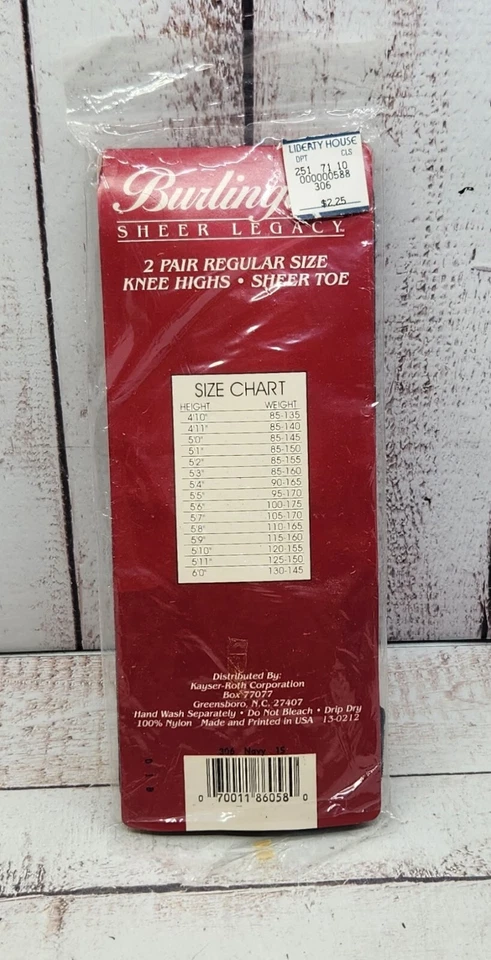 LIBERTY HOUSE
DPT CLS
251 71 10
000000588
306
$2.25
SHEER LEGACY
2 PAIR REGULAR SIZE
KNEE HIGHS • SHEER TOE
SIZE CHART
HEIGHT WEIGHT
4'10" 85-135
4'11" 85-140
5'0" 85-145
5'1" 85-150
5'2" 85-155
5'3" 85-160
5'4" 90-165
5'5" 95-170
5'6" 100-175
5'7" 105-170
5'8" 110-165
5'9" 115-160
5'10" 120-155
5'11" 125-150
6'0" 130-145
Distributed By:
Kayser-Roth Corporation
Box 77077
Greensboro, N.C. 27407
Hand Wash Separately • Do Not Bleach • Drip Dry
100% Nylon Made and Printed in USA 13-0212
306 Navy 1S
0 70011 86058 0